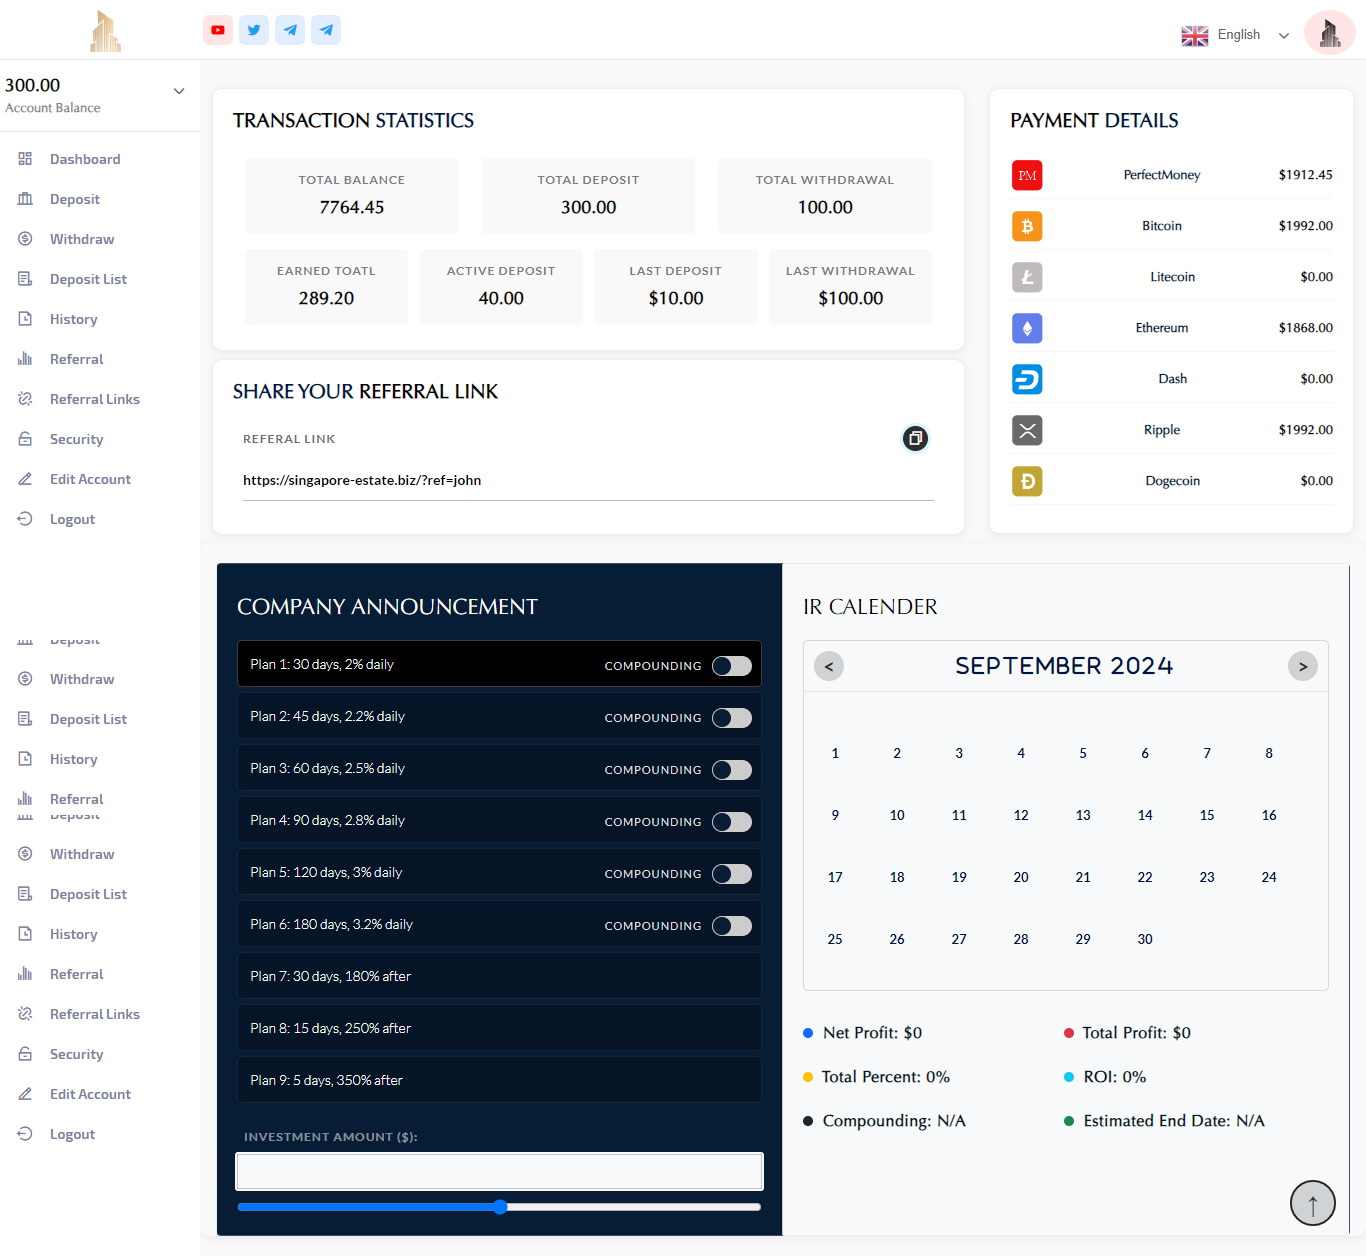 English
300.00
Account Balance
Dashboard
Deposit
Withdraw
Deposit List
History
Referral
Referral Links
Security
Edit Account
Logout
Deposit
Withdraw
Deposit List
History
Referral
Deposit
Withdraw
Deposit List
History
Referral
Referral Links
Security
Edit Account
Logout
TRANSACTION STATISTICS
TOTAL BALANCE
7764.45
TOTAL DEPOSIT
300.00
TOTAL WITHDRAWAL
100.00
EARNED TOATL
289.20
ACTIVE DEPOSIT
40.00
LAST DEPOSIT
$10.00
LAST WITHDRAWAL
$100.00
SHARE YOUR REFERRAL LINK
REFERAL LINK
https://singapore-estate.biz/?ref=john
PAYMENT DETAILS
PM PerfectMoney $1912.45
Bitcoin $1992.00
Litecoin $0.00
Ethereum $1868.00
Dash $0.00
Ripple $1992.00
Dogecoin $0.00
COMPANY ANNOUNCEMENT
Plan 1: 30 days, 2% daily COMPOUNDING
Plan 2: 45 days, 2.2% daily COMPOUNDING
Plan 3: 60 days, 2.5% daily COMPOUNDING
Plan 4: 90 days, 2.8% daily COMPOUNDING
Plan 5: 120 days, 3% daily COMPOUNDING
Plan 6: 180 days, 3.2% daily COMPOUNDING
Plan 7: 30 days, 180% after
Plan 8: 15 days, 250% after
Plan 9: 5 days, 350% after
INVESTMENT AMOUNT ($):
IR CALENDER
< SEPTEMBER 2024 >
1 2 3 4 5 6 7 8
9 10 11 12 13 14 15 16
17 18 19 20 21 22 23 24
25 26 27 28 29 30
Net Profit: $0 Total Profit: $0
Total Percent: 0% ROI: 0%
Compounding: N/A Estimated End Date: N/A
↑